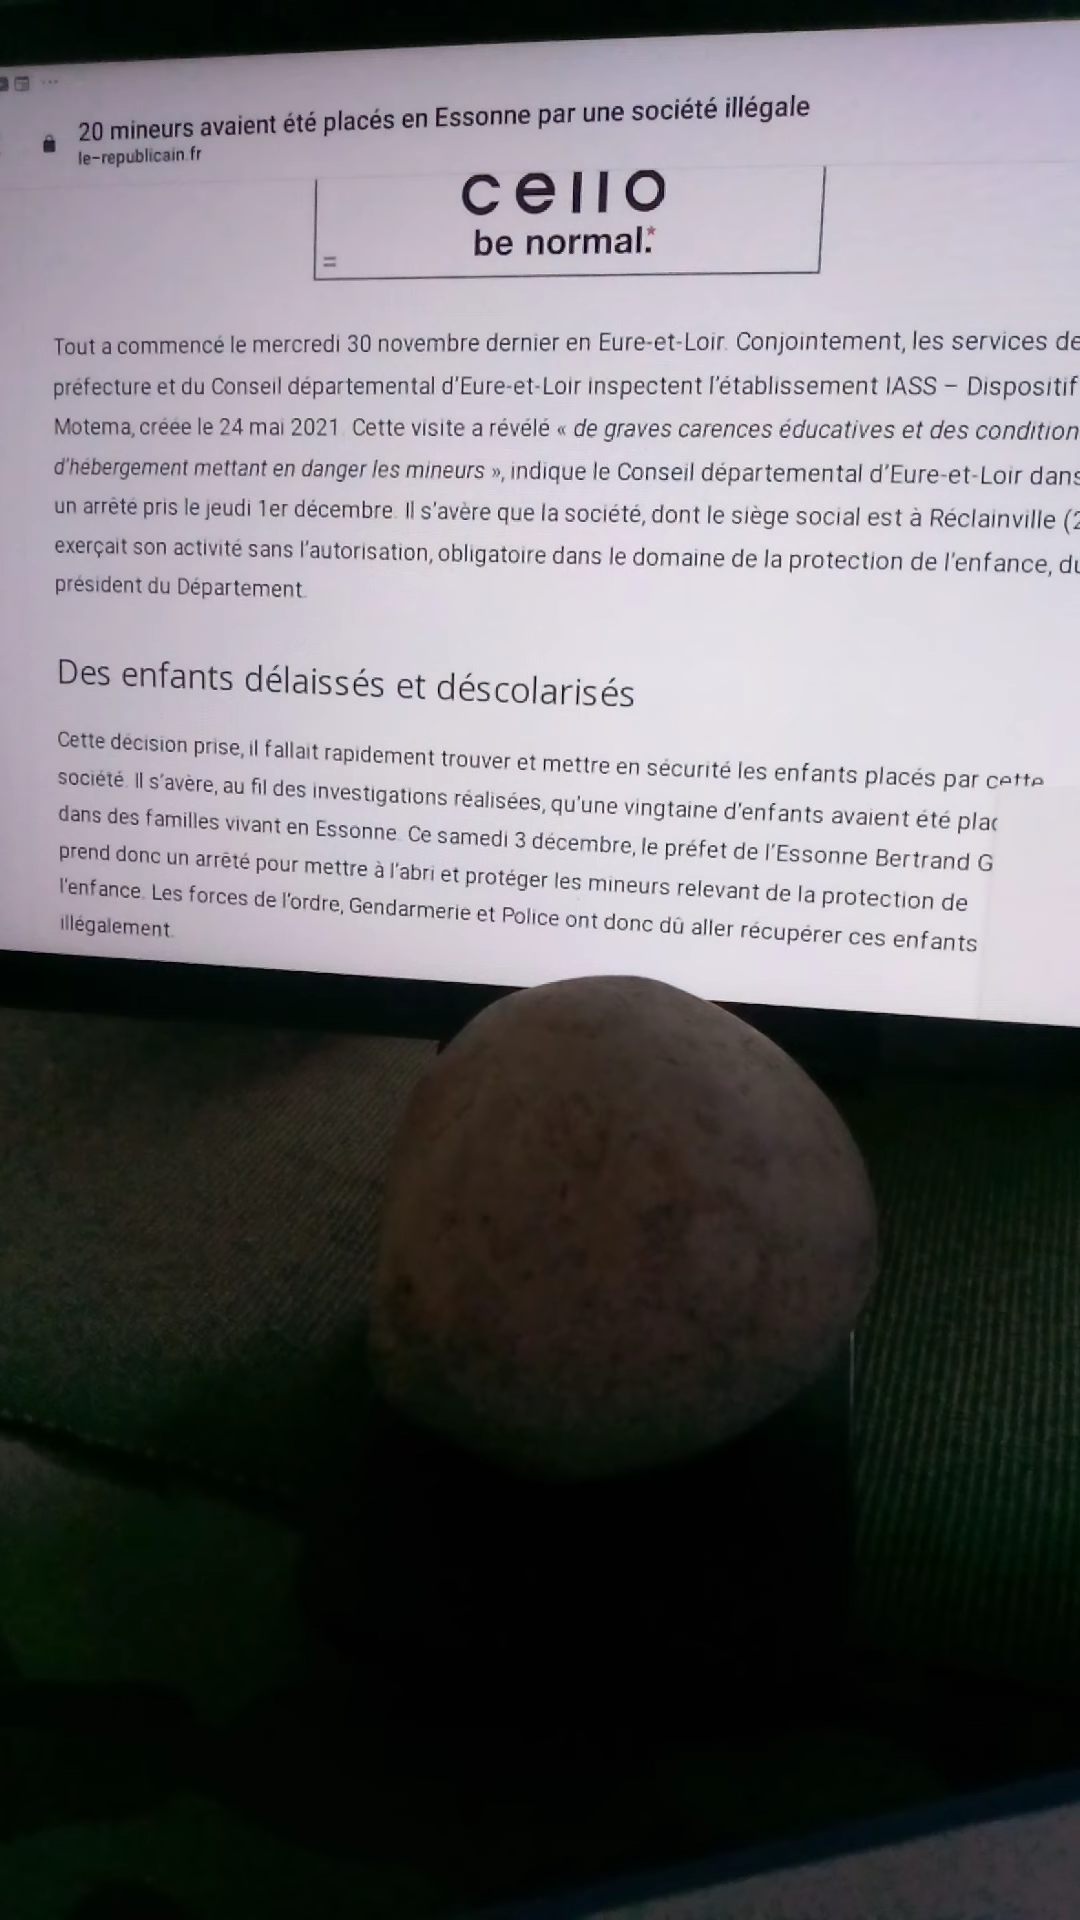 20 mineurs avaient été placés en Essonne par une société illégale
le-republicain.fr
cello
be normal.*
Tout a commencé le mercredi 30 novembre dernier en Eure-et-Loir. Conjointement, les services de
préfecture et du Conseil départemental d'Eure-et-Loir inspectent l'établissement IASS – Dispositif
Motema, créée le 24 mai 2021. Cette visite a révélé « de graves carences éducatives et des condition
d'hébergement mettant en danger les mineurs », indique le Conseil départemental d'Eure-et-Loir dans
un arrêté pris le jeudi 1er décembre. Il s'avère que la société, dont le siège social est à Réclainville (2
exerçait son activité sans l'autorisation, obligatoire dans le domaine de la protection de l'enfance, du
président du Département.
Des enfants délaissés et déscolarisés
Cette décision prise, il fallait rapidement trouver et mettre en sécurité les enfants placés par cette
société. Il s'avère, au fil des investigations réalisées, qu'une vingtaine d'enfants avaient été plac
dans des familles vivant en Essonne. Ce samedi 3 décembre, le préfet de l'Essonne Bertrand G
prend donc un arrêté pour mettre à l'abri et protéger les mineurs relevant de la protection de
l'enfance. Les forces de l'ordre, Gendarmerie et Police ont donc dû aller récupérer ces enfants
illégalement.